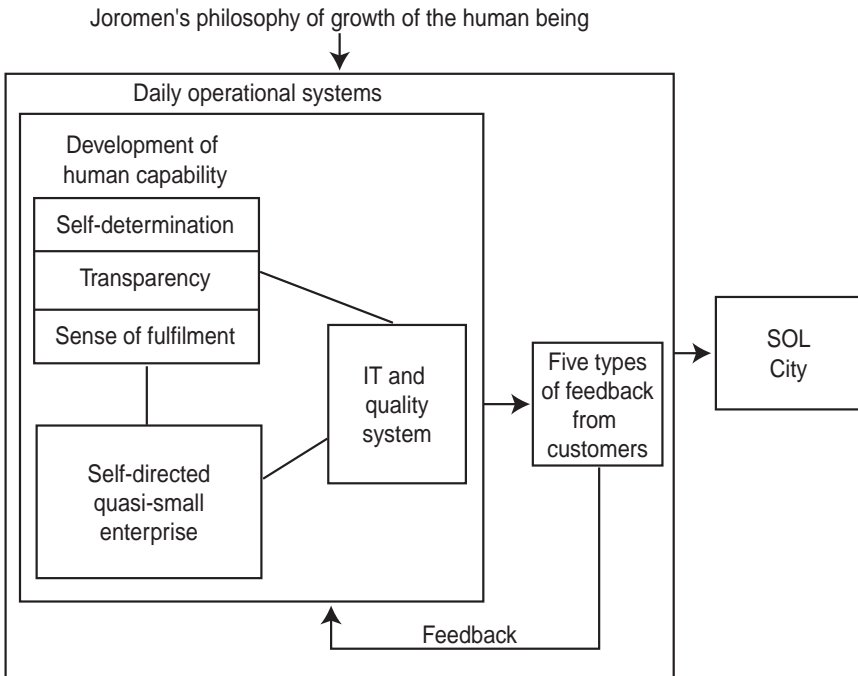 Joromen's philosophy of growth of the human being
Daily operational systems
Development of
human capability
Self-determination
Transparency
Sense of fulfilment
IT and
quality
system
Self-directed
quasi-small
enterprise
Five types
of feedback
from
customers
SOL
City
Feedback